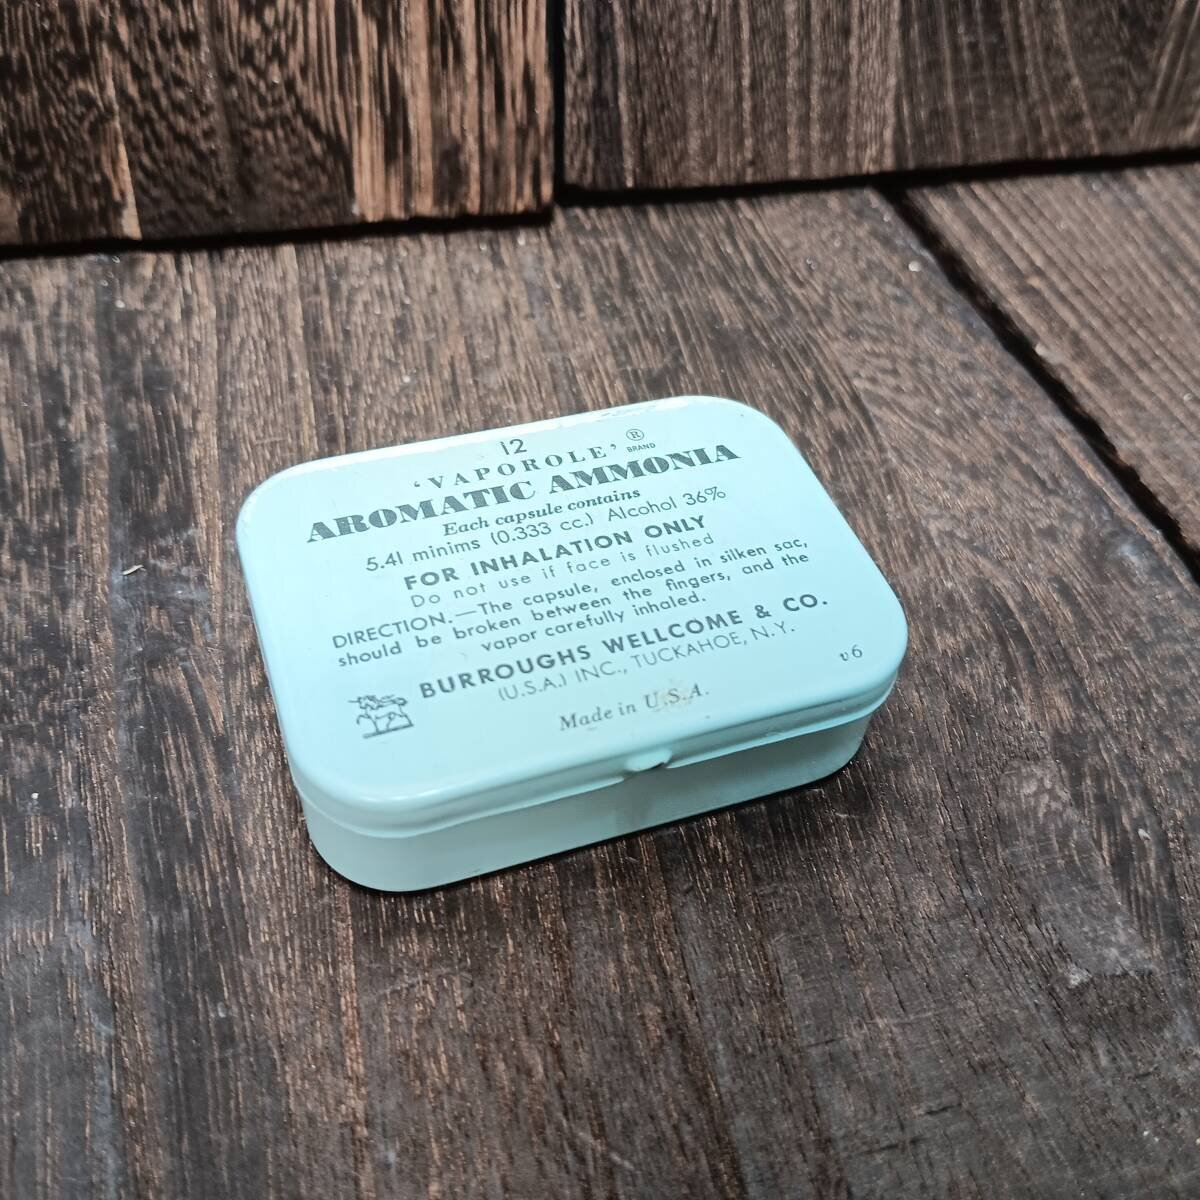 12
'VAPOROLE' ® BRAND
AROMATIC AMMONIA
Each capsule contains
5.41 minims (0.333 cc.) Alcohol 36%
FOR INHALATION ONLY
Do not use if face is flushed
DIRECTION.—The capsule, enclosed in silken sac,
should be broken between the fingers, and the
vapor carefully inhaled.
BURROUGHS WELLCOME & CO.
(U.S.A.) INC., TUCKAHOE, N.Y.
Made in U.S.A.
v6